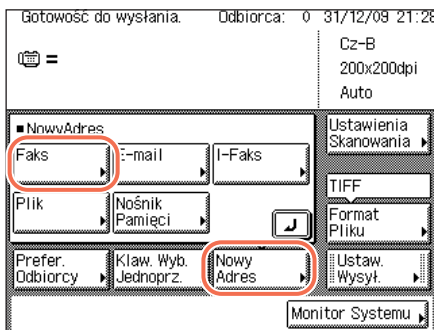 Gotowość do wysłania. Odbiorca: 0 31/12/09 21:28
Cz-B
200x200dpi
Auto
NowyAdres
Faks E-mail I-Faks
Ustawienia
Skanowania
Plik Nośnik
Pamięci
TIFF
Format
Pliku
Prefer.
Odbiorcy
Klaw. Wyb.
Jednoprz.
Nowy
Adres
Ustaw.
Wysył.
Monitor Systemu